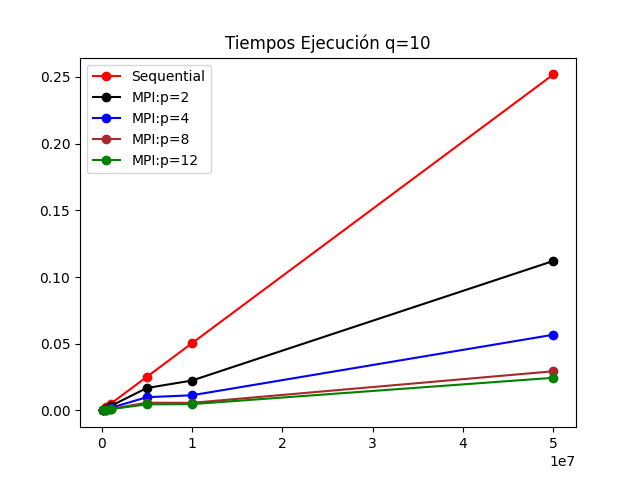 Tiempos Ejecución q=10
Sequential
MPI:p=2
MPI:p=4
MPI:p=8
MPI:p=12
0.25
0.20
0.15
0.10
0.05
0.00
0 1 2 3 4 5
1e7